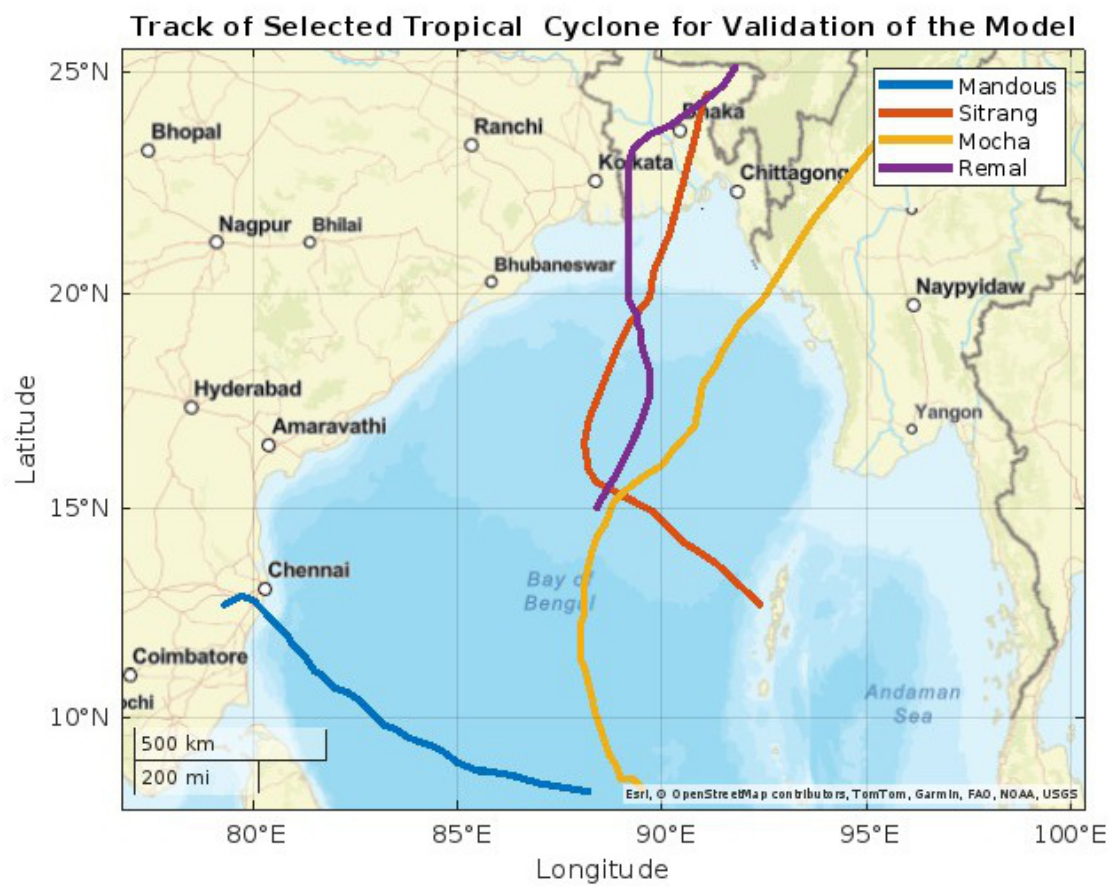 Track of Selected Tropical  Cyclone for Validation of the Model
25°N
20°N
15°N
10°N
Latitude
Mandous
Sitrang
Mocha
Remal
Bhopal
Ranchi
Dhaka
Kolkata
Chittagong
Nagpur
Bhilai
Bhubaneswar
Naypyidaw
Hyderabad
Amaravathi
Yangon
Chennai
Bay of
Bengal
Coimbatore
ochi
Andaman
Sea
500 km
200 mi
Esri, © OpenStreetMap contributors, TomTom, Garmin, FAO, NOAA, USGS
80°E
85°E
90°E
95°E
100°E
Longitude